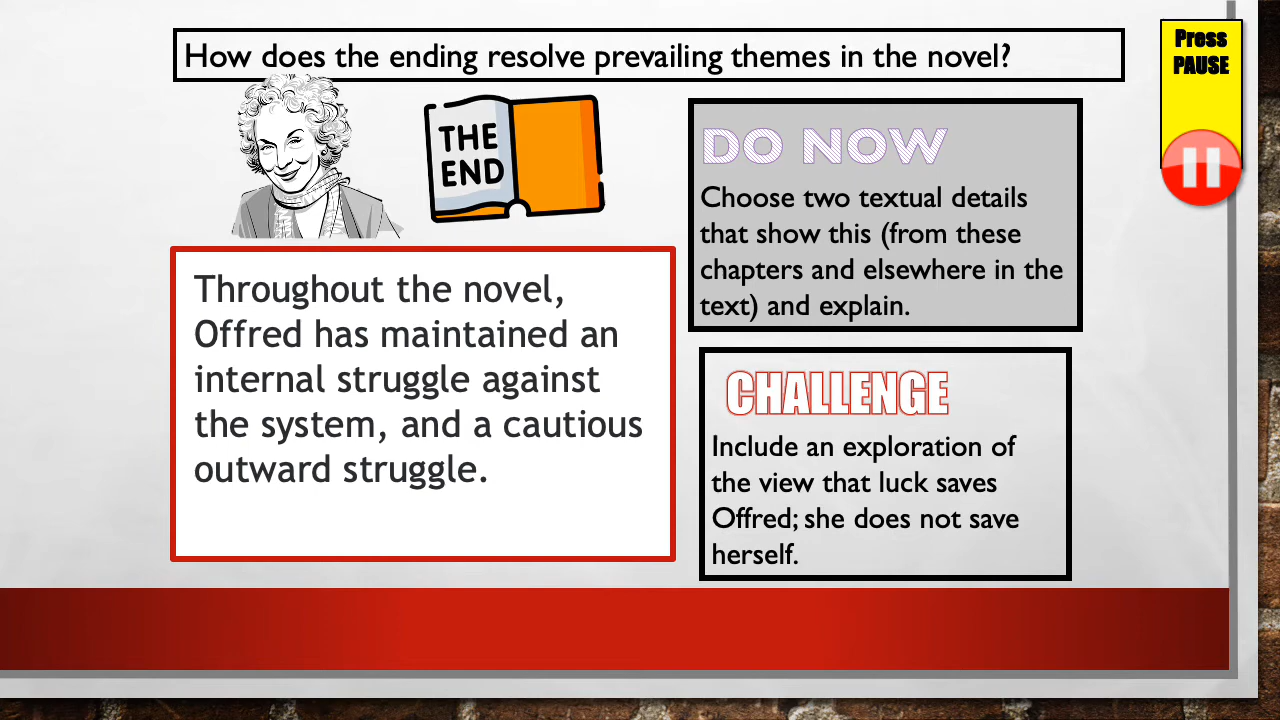 How does the ending resolve prevailing themes in the novel?
Press
PAUSE
THE
END
DO NOW
Choose two textual details
that show this (from these
chapters and elsewhere in the
text) and explain.
Throughout the novel,
Offred has maintained an
internal struggle against
the system, and a cautious
outward struggle.
CHALLENGE
Include an exploration of
the view that luck saves
Offred; she does not save
herself.